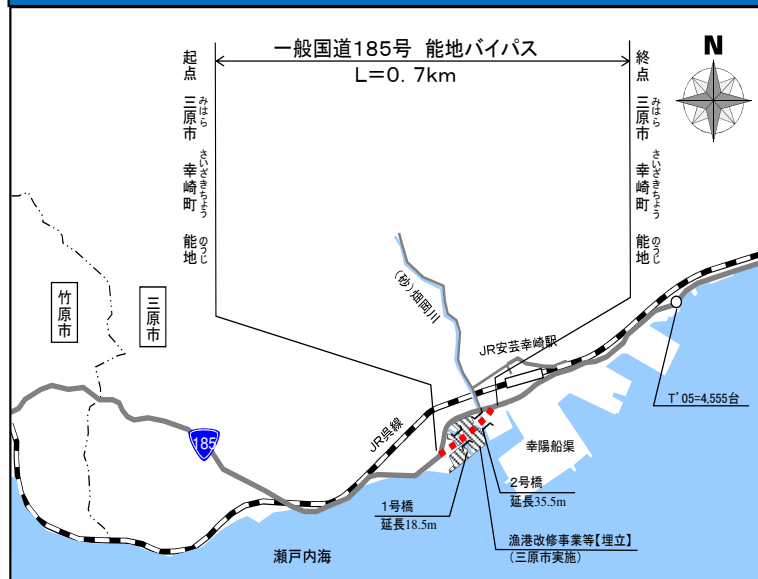 一般国道185号 能地バイパス
L=0.7km
N
起点 三原市 幸崎町 能地
みはら さいざきちょう のうじ
終点 三原市 幸崎町 能地
みはら さいざきちょう のうじ
竹原市
三原市
(砂)畑岡川
JR安芸幸崎駅
T'05=4,555台
JR呉線
185
幸陽船渠
1号橋
延長18.5m
2号橋
延長35.5m
漁港改修事業等【埋立】
(三原市実施)
瀬戸内海